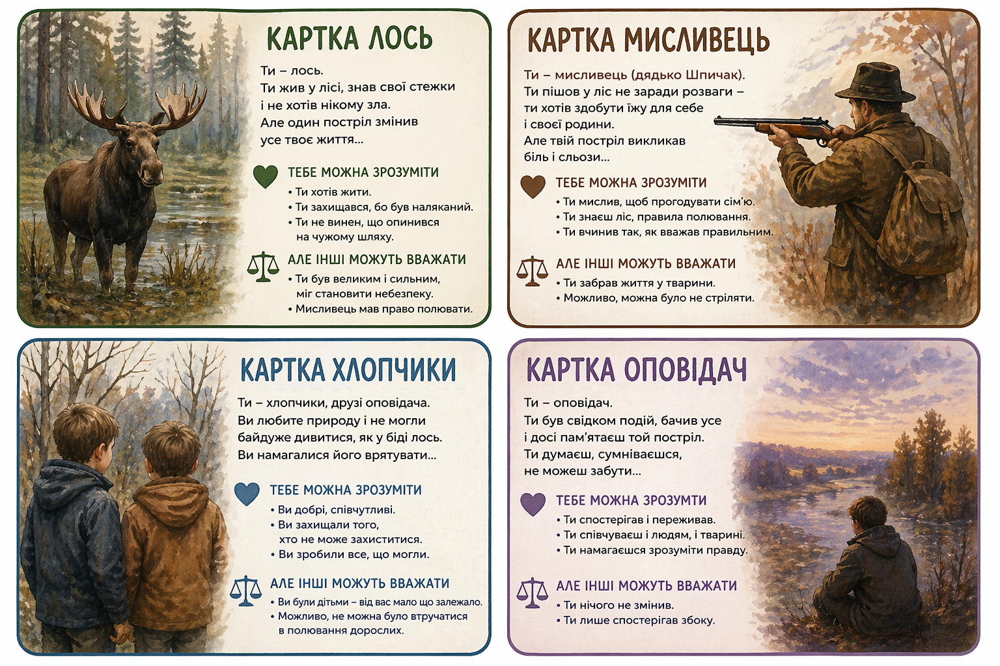 КАРТКА ЛОСЬ
Ти – лось.
Ти жив у лісі, знав свої стежки
і не хотів нікому зла.
Але один постріл змінив
усе твоє життя...
ТЕБЕ МОЖНА ЗРОЗУМІТИ
• Ти хотів жити.
• Ти захищався, бо був наляканий.
• Ти не винен, що опинився
на чужому шляху.
АЛЕ ІНШІ МОЖУТЬ ВВАЖАТИ
• Ти був великим і сильним,
міг становити небезпеку.
• Мисливець мав право полювати.
КАРТКА МИСЛИВЕЦЬ
Ти – мисливець (дядько Шпичак).
Ти пішов у ліс не заради розваги –
ти хотів здобути їжу для себе
і своєї родини.
Але твій постріл викликав
біль і сльози...
ТЕБЕ МОЖНА ЗРОЗУМІТИ
• Ти мислив, щоб прогодувати сім'ю.
• Ти знаєш ліс, правила полювання.
• Ти вчинив так, як вважав правильним.
АЛЕ ІНШІ МОЖУТЬ ВВАЖАТИ
• Ти забрав життя у тварини.
• Можливо, можна було не стріляти.
КАРТКА ХЛОПЧИКИ
Ти – хлопчики, друзі оповідача.
Ви любите природу і не могли
байдуже дивитися, як у біді лось.
Ви намагалися його врятувати...
ТЕБЕ МОЖНА ЗРОЗУМІТИ
• Ви добрі, співчутливі.
• Ви захищали того,
хто не може захиститися.
• Ви зробили все, що могли.
АЛЕ ІНШІ МОЖУТЬ ВВАЖАТИ
• Ви були дітьми – від вас мало що залежало.
• Можливо, не можна було втручатися
в полювання дорослих.
КАРТКА ОПОВІДАЧ
Ти – оповідач.
Ти був свідком подій, бачив усе
і досі пам'ятаєш той постріл.
Ти думаєш, сумніваєшся,
не можеш забути...
ТЕБЕ МОЖНА ЗРОЗУМТИ
• Ти спостерігав і переживав.
• Ти співчуваєш і людям, і тварині.
• Ти намагаєшся зрозуміти правду.
АЛЕ ІНШІ МОЖУТЬ ВВАЖАТИ
• Ти нічого не змінив.
• Ти лише спостерігав збоку.